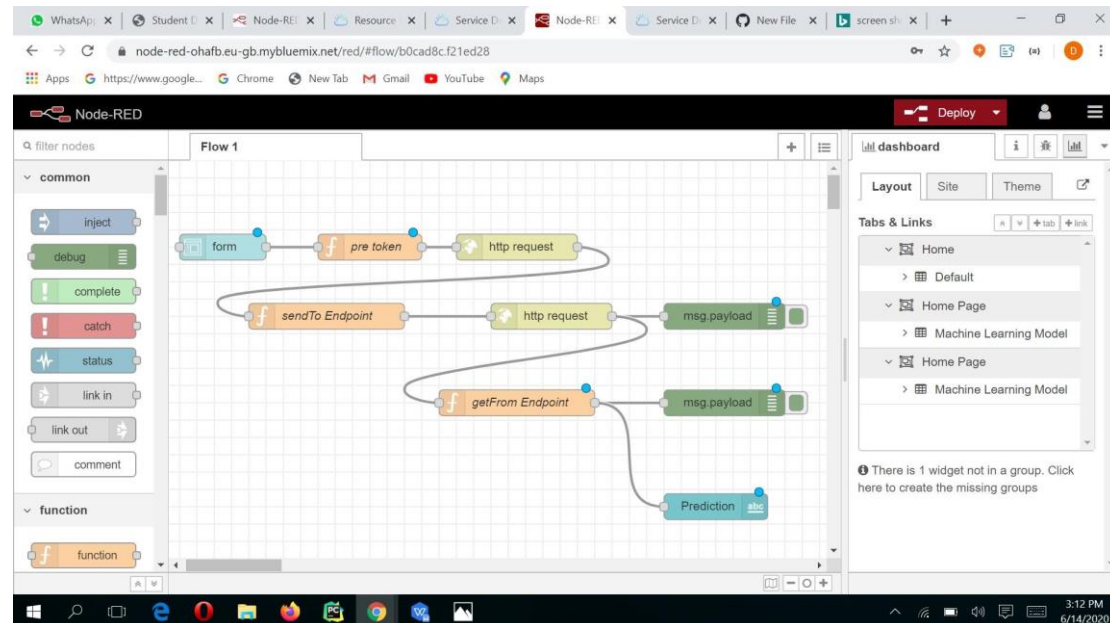 WhatsAp
Student D
Node-RE
Resource
Service D
Node-RE
Service D
New File
screen sh
node-red-ohafb.eu-gb.mybluemix.net/red/#flow/b0cad8c.f21ed28
Apps
https://www.google...
Chrome
New Tab
Gmail
YouTube
Maps
D
Node-RED
Deploy
filter nodes
Flow 1
dashboard
common
Layout
Site
Theme
inject
form
pre token
http request
Tabs & Links
tab
link
debug
Home
complete
Default
sendTo Endpoint
http request
msg.payload
Home Page
catch
Machine Learning Model
status
Home Page
link in
getFrom Endpoint
msg.payload
Machine Learning Model
link out
comment
There is 1 widget not in a group. Click
here to create the missing groups
function
Prediction
abc
function
3:12 PM
6/14/2020